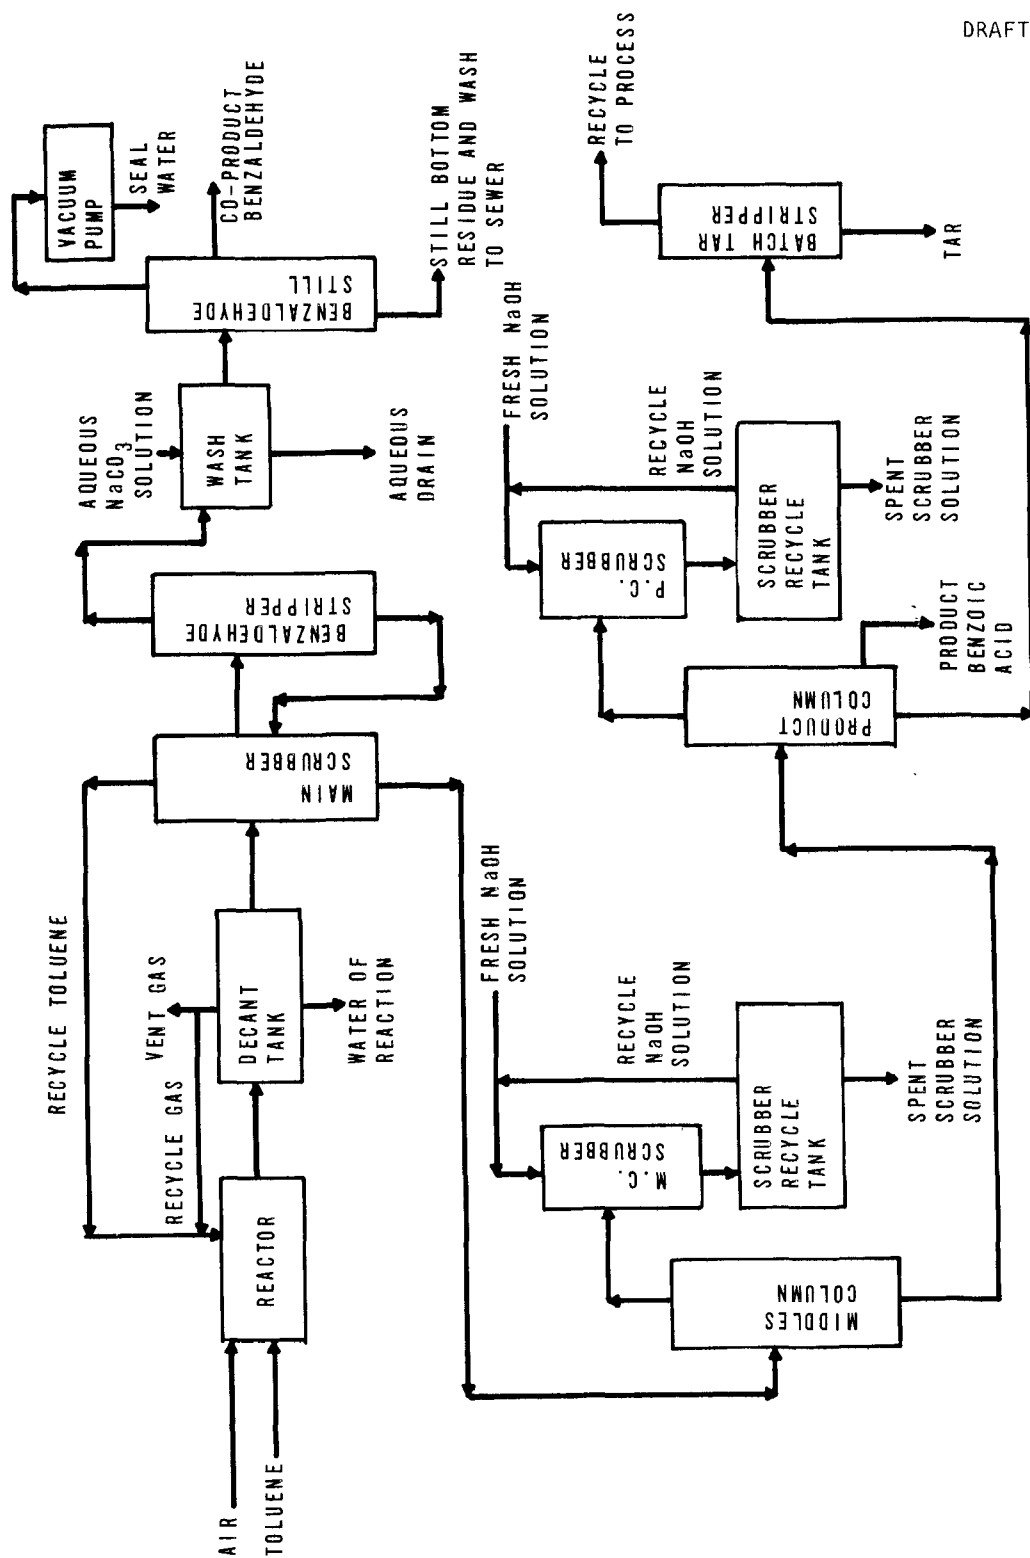 DRAFT
AIR
TOLUENE
REACTOR
RECYCLE TOLUENE
RECYCLE GAS
VENT GAS
DECANT
TANK
WATER OF
REACTION
MAIN
SCRUBBER
BENZALDEHYDE
STRIPPER
AQUEOUS
NaCO3
SOLUTION
WASH
TANK
AQUEOUS
DRAIN
BENZALDEHYDE
STILL
VACUUM
PUMP
SEAL
WATER
CO-PRODUCT
BENZALDEHYDE
STILL BOTTOM
RESIDUE AND WASH
TO SEWER
MIDDLES
COLUMN
M.C.
SCRUBBER
FRESH NaOH
SOLUTION
RECYCLE
NaOH
SOLUTION
SCRUBBER
RECYCLE
TANK
SPENT
SCRUBBER
SOLUTION
PRODUCT
COLUMN
P.C.
SCRUBBER
FRESH NaOH
SOLUTION
RECYCLE
NaOH
SOLUTION
SCRUBBER
RECYCLE
TANK
SPENT
SCRUBBER
SOLUTION
PRODUCT
BENZOIC
ACID
BATCH TAR
STRIPPER
RECYCLE
TO PROCESS
TAR